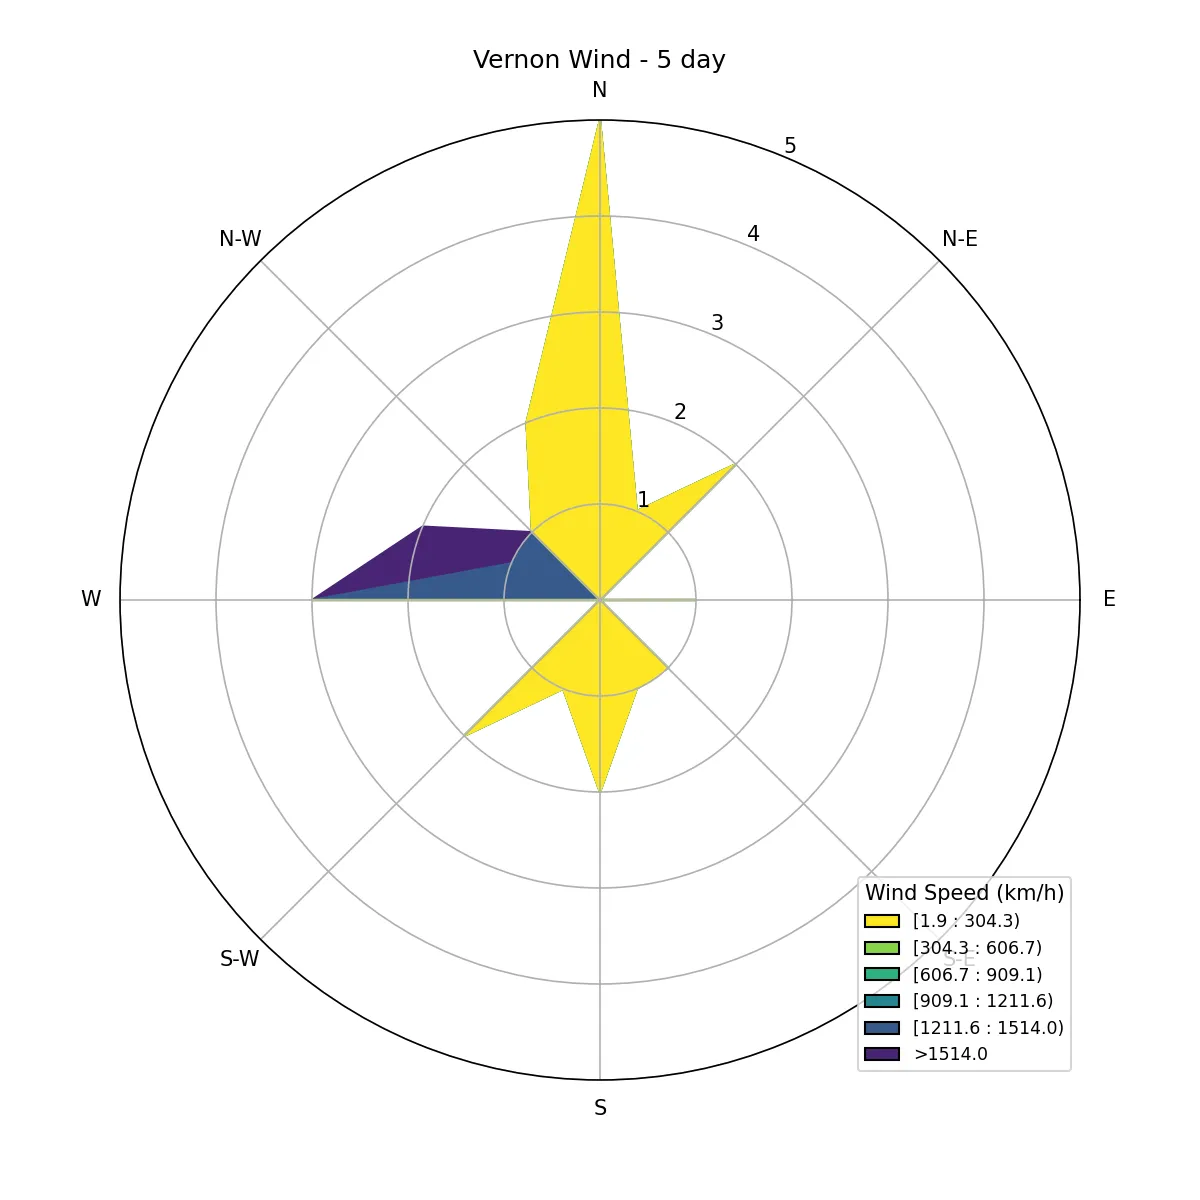 Vernon Wind - 5 day
N
5
N-W
4
N-E
3
2
1
W
E
S-W
S-E
S
Wind Speed (km/h)
[1.9 : 304.3)
[304.3 : 606.7)
[606.7 : 909.1)
[909.1 : 1211.6)
[1211.6 : 1514.0)
>1514.0